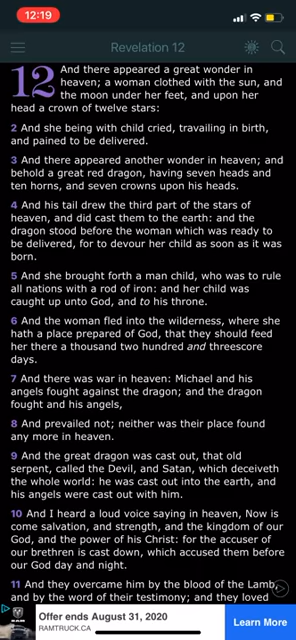 12:19
Revelation 12
12 And there appeared a great wonder in
heaven; a woman clothed with the sun, and
the moon under her feet, and upon her
head a crown of twelve stars:
2 And she being with child cried, travailing in birth,
and pained to be delivered.
3 And there appeared another wonder in heaven; and
behold a great red dragon, having seven heads and
ten horns, and seven crowns upon his heads.
4 And his tail drew the third part of the stars of
heaven, and did cast them to the earth: and the
dragon stood before the woman which was ready to
be delivered, for to devour her child as soon as it was
born.
5 And she brought forth a man child, who was to rule
all nations with a rod of iron: and her child was
caught up unto God, and to his throne.
6 And the woman fled into the wilderness, where she
hath a place prepared of God, that they should feed
her there a thousand two hundred and threescore
days.
7 And there was war in heaven: Michael and his
angels fought against the dragon; and the dragon
fought and his angels,
8 And prevailed not; neither was their place found
any more in heaven.
9 And the great dragon was cast out, that old
serpent, called the Devil, and Satan, which deceiveth
the whole world: he was cast out into the earth, and
his angels were cast out with him.
10 And I heard a loud voice saying in heaven, Now is
come salvation, and strength, and the kingdom of our
God, and the power of his Christ: for the accuser of
our brethren is cast down, which accused them before
our God day and night.
11 And they overcame him by the blood of the Lamb,
and by the word of their testimony; and they loved
Offer ends August 31, 2020
RAMTRUCK.CA
Learn More